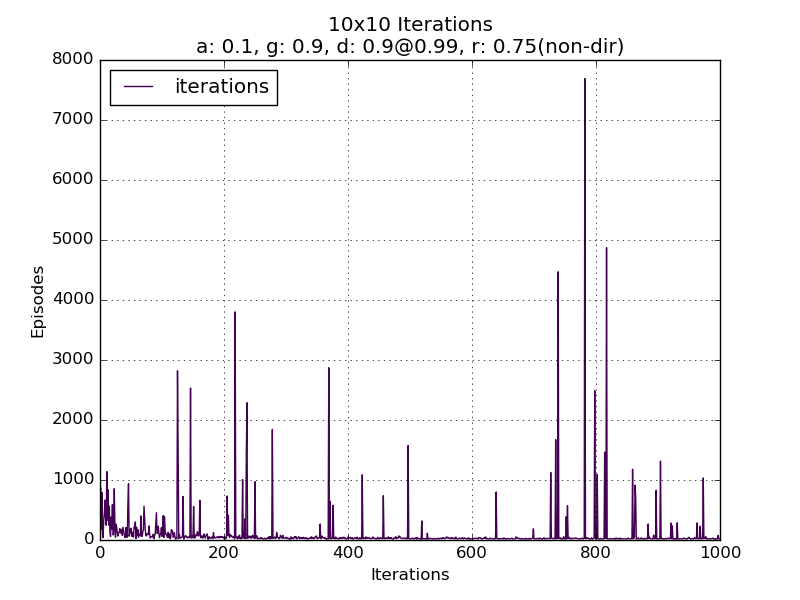 10x10 Iterations
a: 0.1, g: 0.9, d: 0.9@0.99, r: 0.75(non-dir)
iterations
8000
7000
6000
5000
4000
3000
2000
1000
0
Episodes
0 200 400 600 800 1000
Iterations